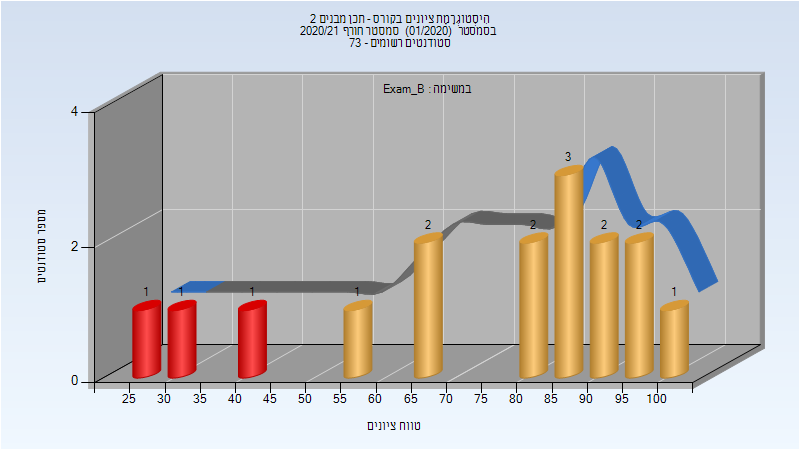 היסטוגרמת ציונים בקורס - תכן מבנים 2
בסמסטר (01/2020) סמסטר חורף 2020/21
סטודנטים רשומים - 73
במשימה : Exam_B
מספר סטודנטים
4
2
0
1 1 1 1 2 2 3 2 2 1
25 30 35 40 45 50 55 60 65 70 75 80 85 90 95 100
טווח ציונים